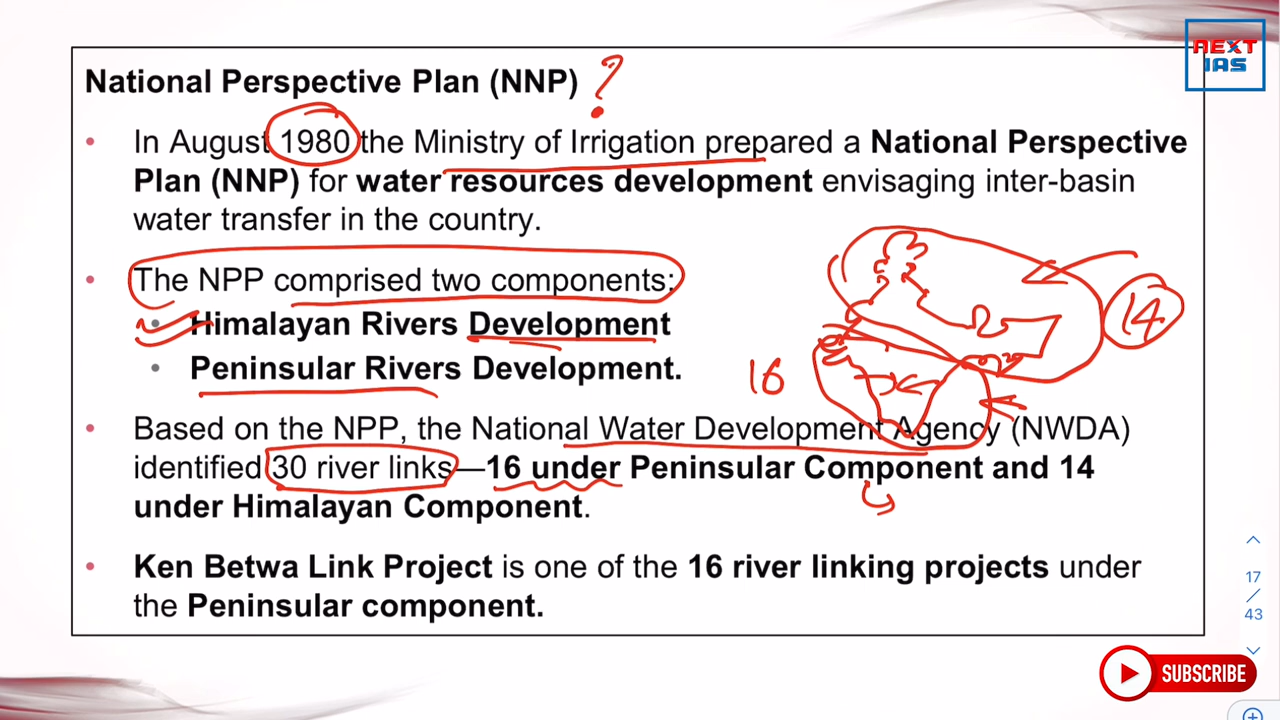 NEXT
IAS
National Perspective Plan (NNP) ?
• In August 1980 the Ministry of Irrigation prepared a National Perspective
Plan (NNP) for water resources development envisaging inter-basin
water transfer in the country.
• The NPP comprised two components:
• Himalayan Rivers Development
• Peninsular Rivers Development.
14
16
• Based on the NPP, the National Water Development Agency (NWDA)
identified 30 river links—16 under Peninsular Component and 14
under Himalayan Component.
• Ken Betwa Link Project is one of the 16 river linking projects under
the Peninsular component.
17
/
43
SUBSCRIBE